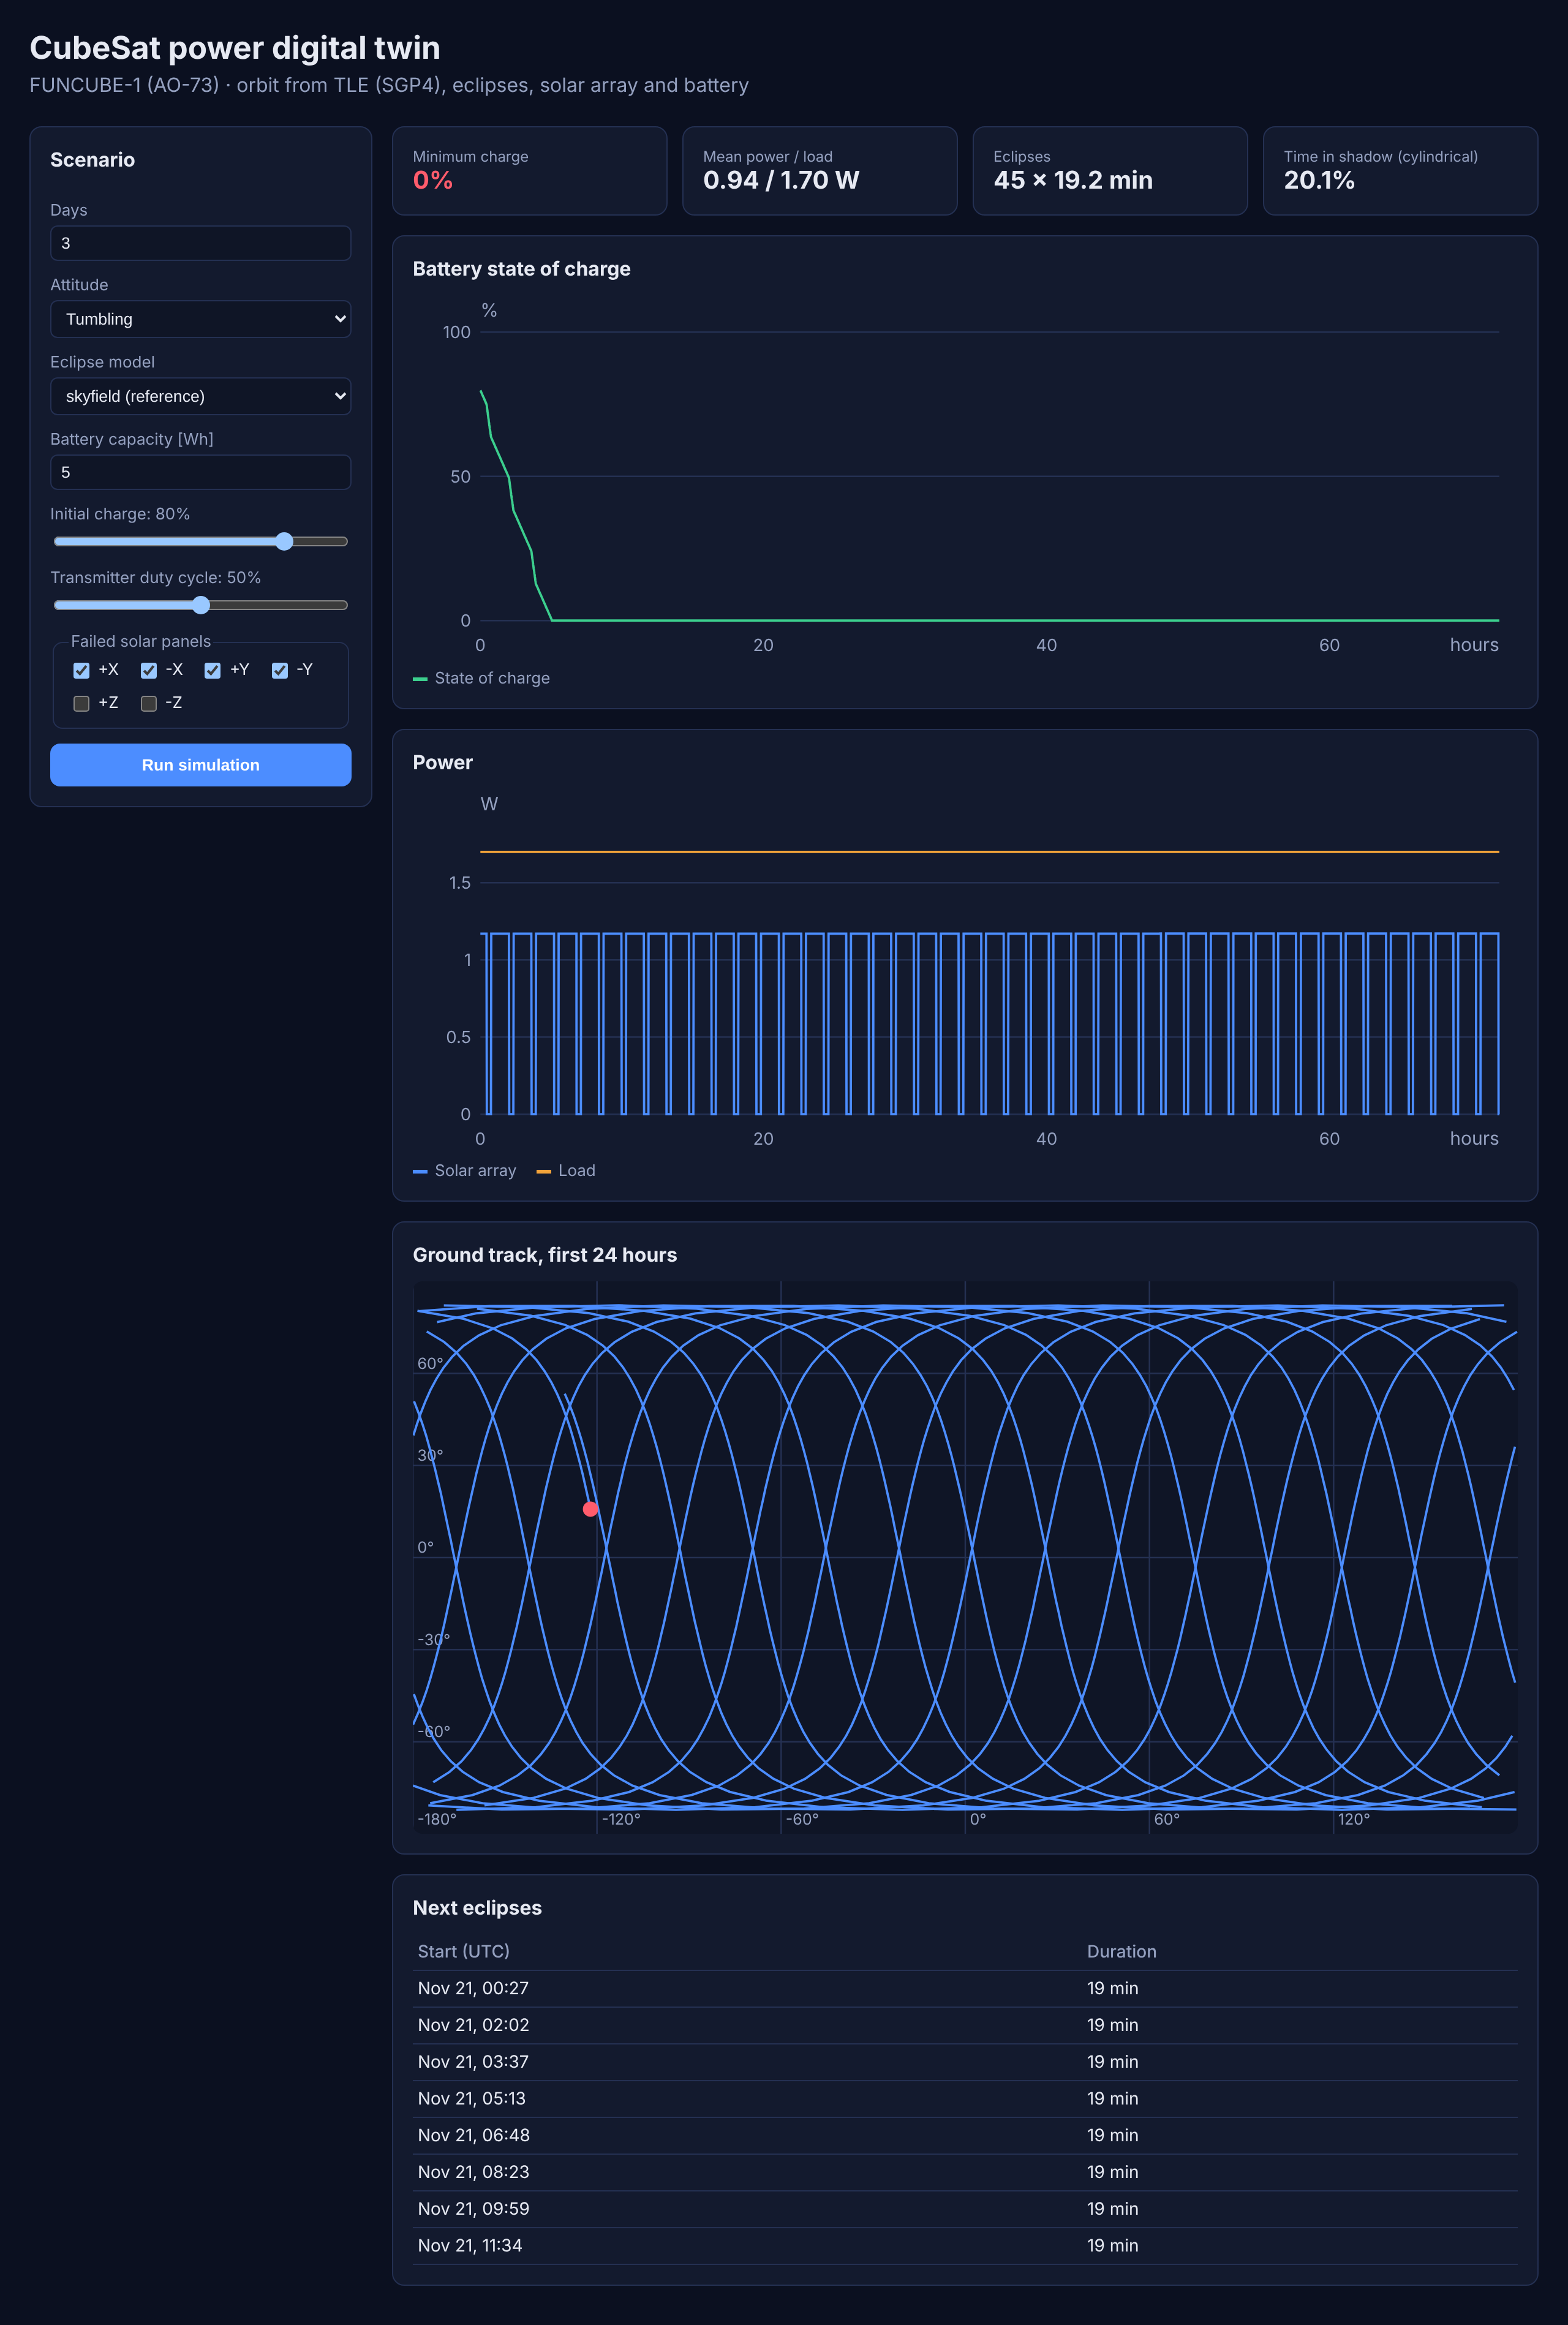 CubeSat power digital twin
FUNCUBE-1 (AO-73) · orbit from TLE (SGP4), eclipses, solar array and battery
Scenario
Days
3
Attitude
Tumbling
Eclipse model
skyfield (reference)
Battery capacity [Wh]
5
Initial charge: 80%
Transmitter duty cycle: 50%
Failed solar panels
+X -X +Y -Y
+Z -Z
Run simulation
Minimum charge
0%
Mean power / load
0.94 / 1.70 W
Eclipses
45 × 19.2 min
Time in shadow (cylindrical)
20.1%
Battery state of charge
%
100
50
0
0 20 40 60 hours
State of charge
Power
W
1.5
1
0.5
0
0 20 40 60 hours
Solar array Load
Ground track, first 24 hours
60°
30°
0°
-30°
-60°
-180° -120° -60° 0° 60° 120°
Next eclipses
Start (UTC) Duration
Nov 21, 00:27 19 min
Nov 21, 02:02 19 min
Nov 21, 03:37 19 min
Nov 21, 05:13 19 min
Nov 21, 06:48 19 min
Nov 21, 08:23 19 min
Nov 21, 09:59 19 min
Nov 21, 11:34 19 min